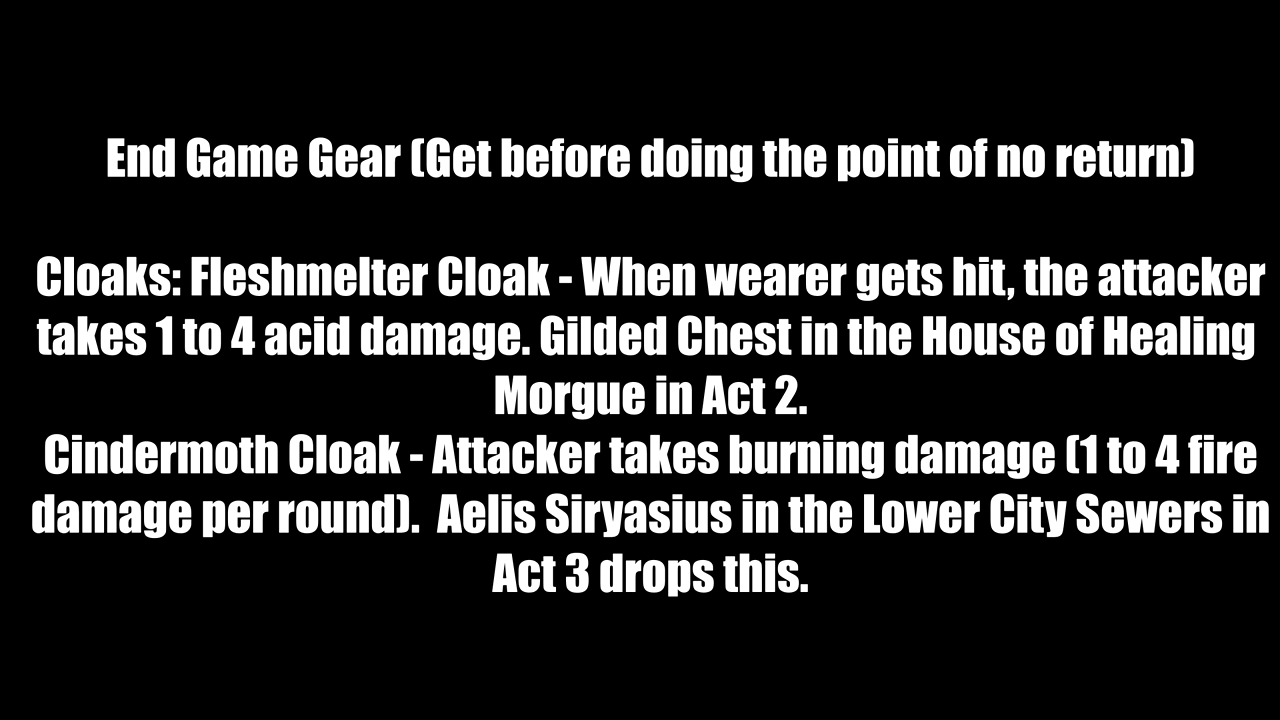 End Game Gear (Get before doing the point of no return)
Cloaks: Fleshmelter Cloak - When wearer gets hit, the attacker
takes 1 to 4 acid damage. Gilded Chest in the House of Healing
Morgue in Act 2.
Cindermoth Cloak - Attacker takes burning damage (1 to 4 fire
damage per round).  Aelis Siryasius in the Lower City Sewers in
Act 3 drops this.